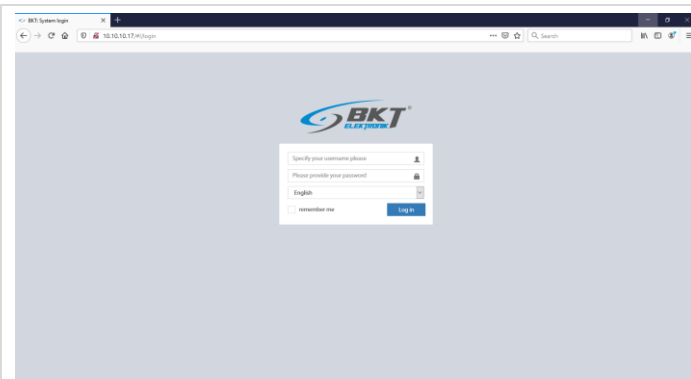 BKT: System login
10.10.10.17/#/login
Search
BKT
ELEKTRONIK
Specify your username please
Please provide your password
English
remember me
Log in